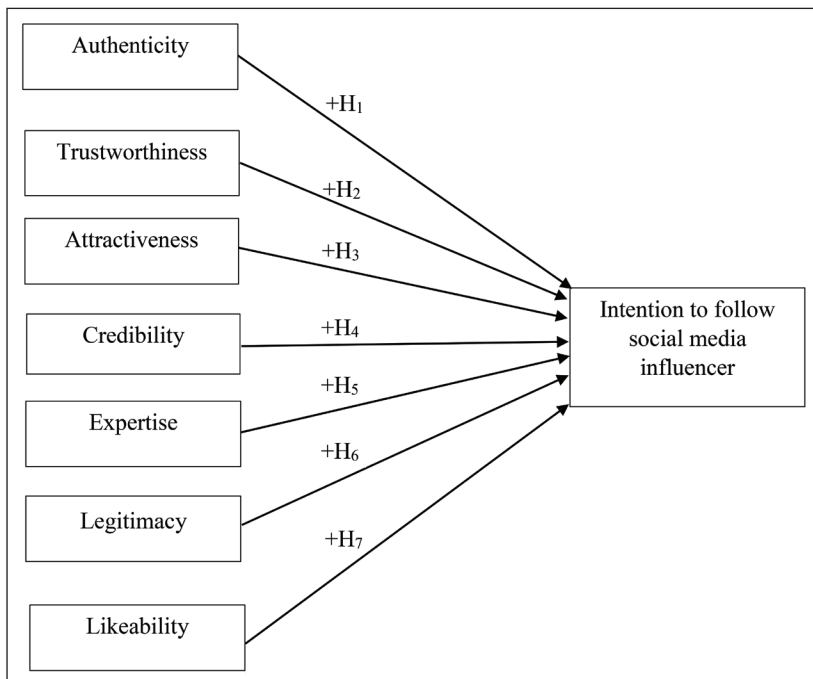 Authenticity
+H₁
Trustworthiness
+H₂
Attractiveness
+H₃
Credibility
+H₄
Expertise
+H₅
Legitimacy
+H₆
Likeability
+H₇
Intention to follow
social media
influencer